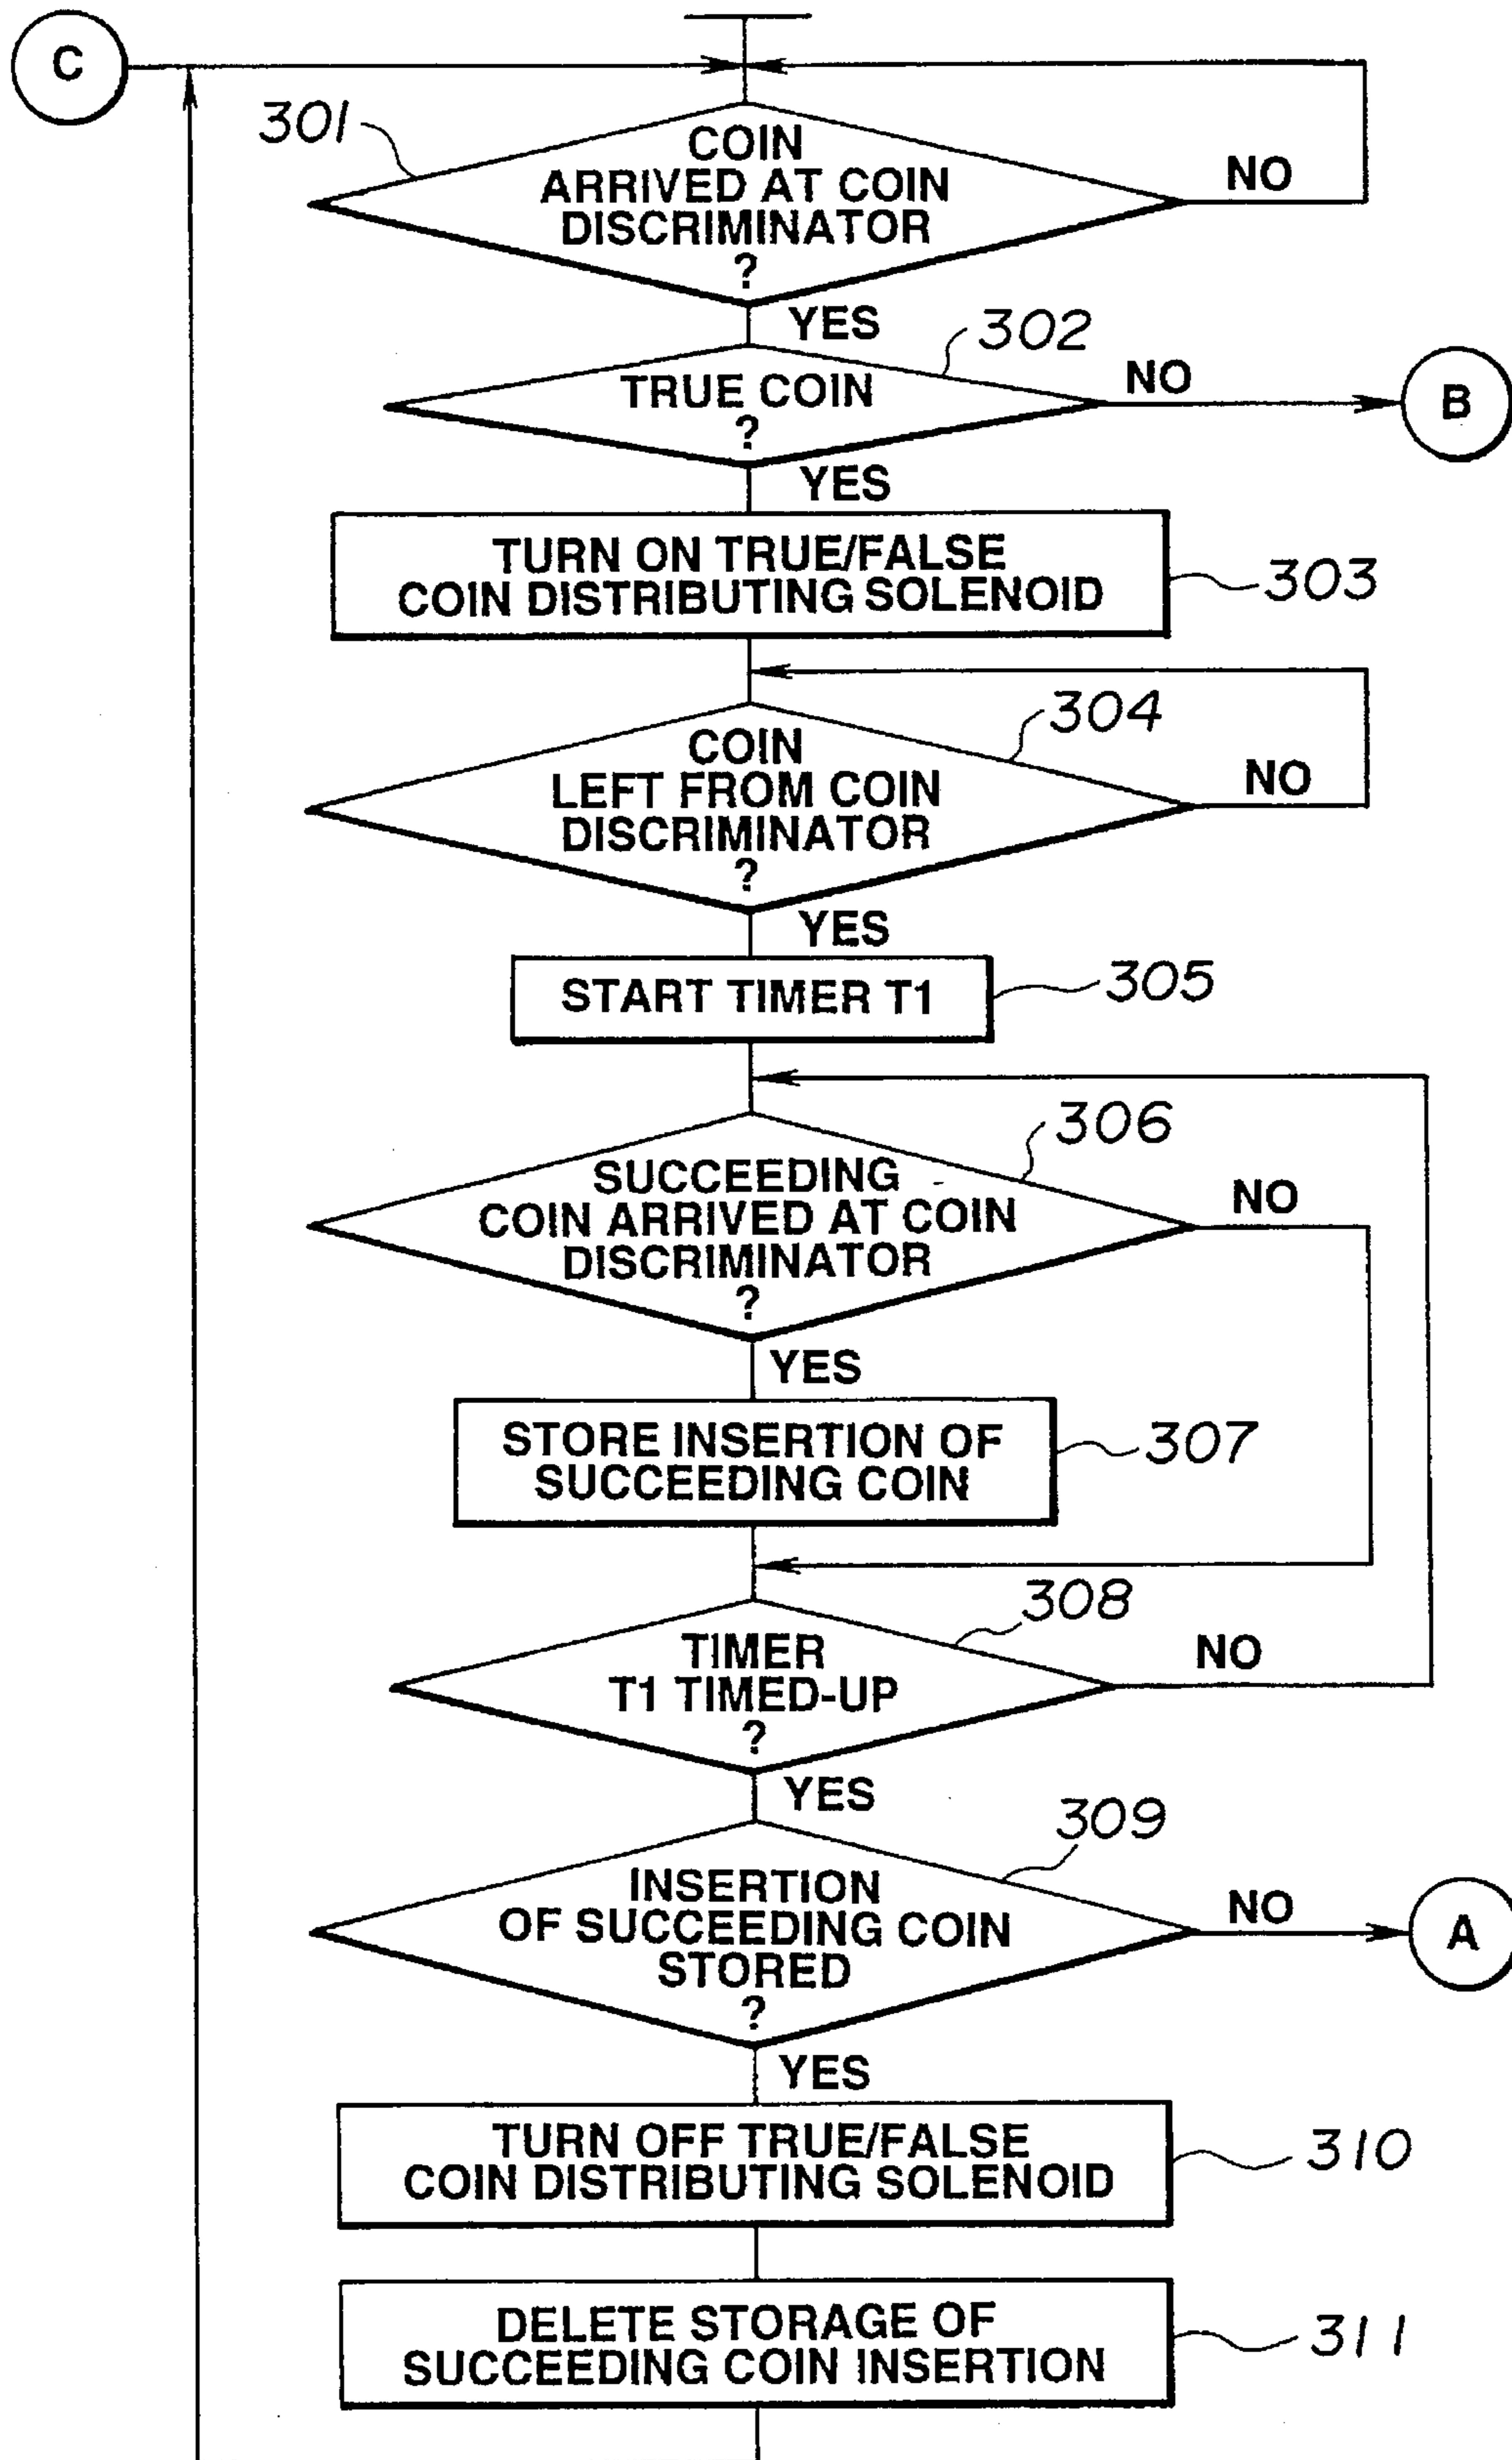 C
301
COIN
ARRIVED AT COIN
DISCRIMINATOR
?
NO
YES
302
TRUE COIN
?
NO
B
YES
TURN ON TRUE/FALSE
COIN DISTRIBUTING SOLENOID
303
304
COIN
LEFT FROM COIN
DISCRIMINATOR
?
NO
YES
START TIMER T1
305
306
SUCCEEDING
COIN ARRIVED AT COIN
DISCRIMINATOR
?
NO
YES
STORE INSERTION OF
SUCCEEDING COIN
307
308
TIMER
T1 TIMED-UP
?
NO
YES
309
INSERTION
OF SUCCEEDING COIN
STORED
?
NO
A
YES
TURN OFF TRUE/FALSE
COIN DISTRIBUTING SOLENOID
310
DELETE STORAGE OF
SUCCEEDING COIN INSERTION
311